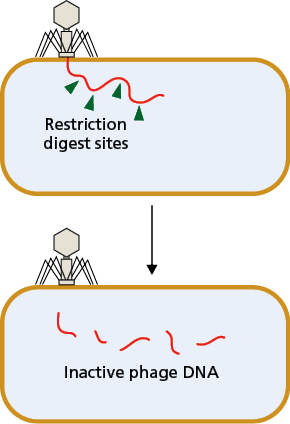 Restriction
digest sites
Inactive phage DNA